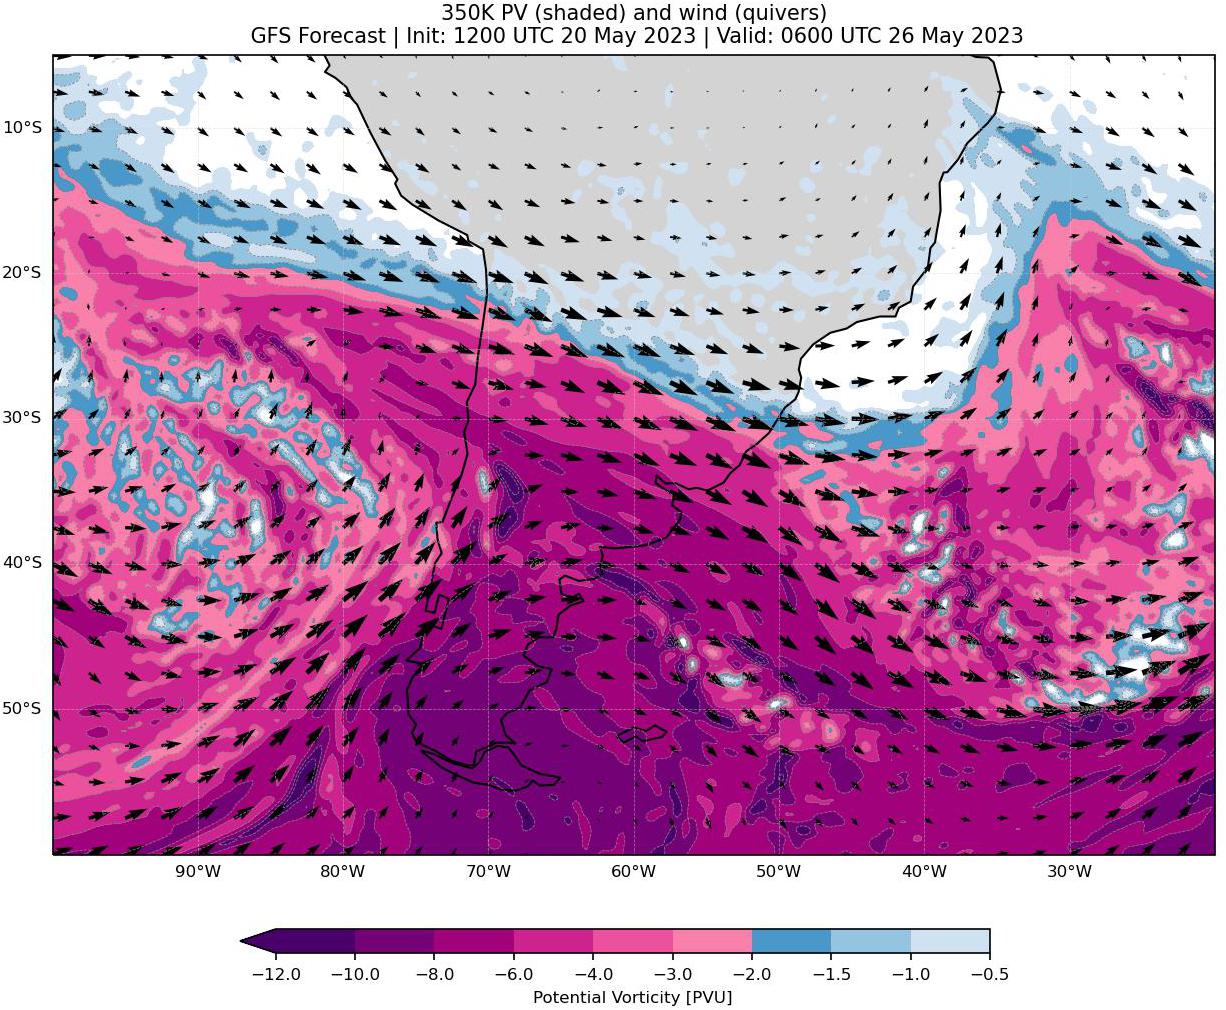 350K PV (shaded) and wind (quivers)
GFS Forecast | Init: 1200 UTC 20 May 2023 | Valid: 0600 UTC 26 May 2023
10°S
20°S
30°S
40°S
50°S
90°W 80°W 70°W 60°W 50°W 40°W 30°W
−12.0 −10.0 −8.0 −6.0 −4.0 −3.0 −2.0 −1.5 −1.0 −0.5
Potential Vorticity [PVU]